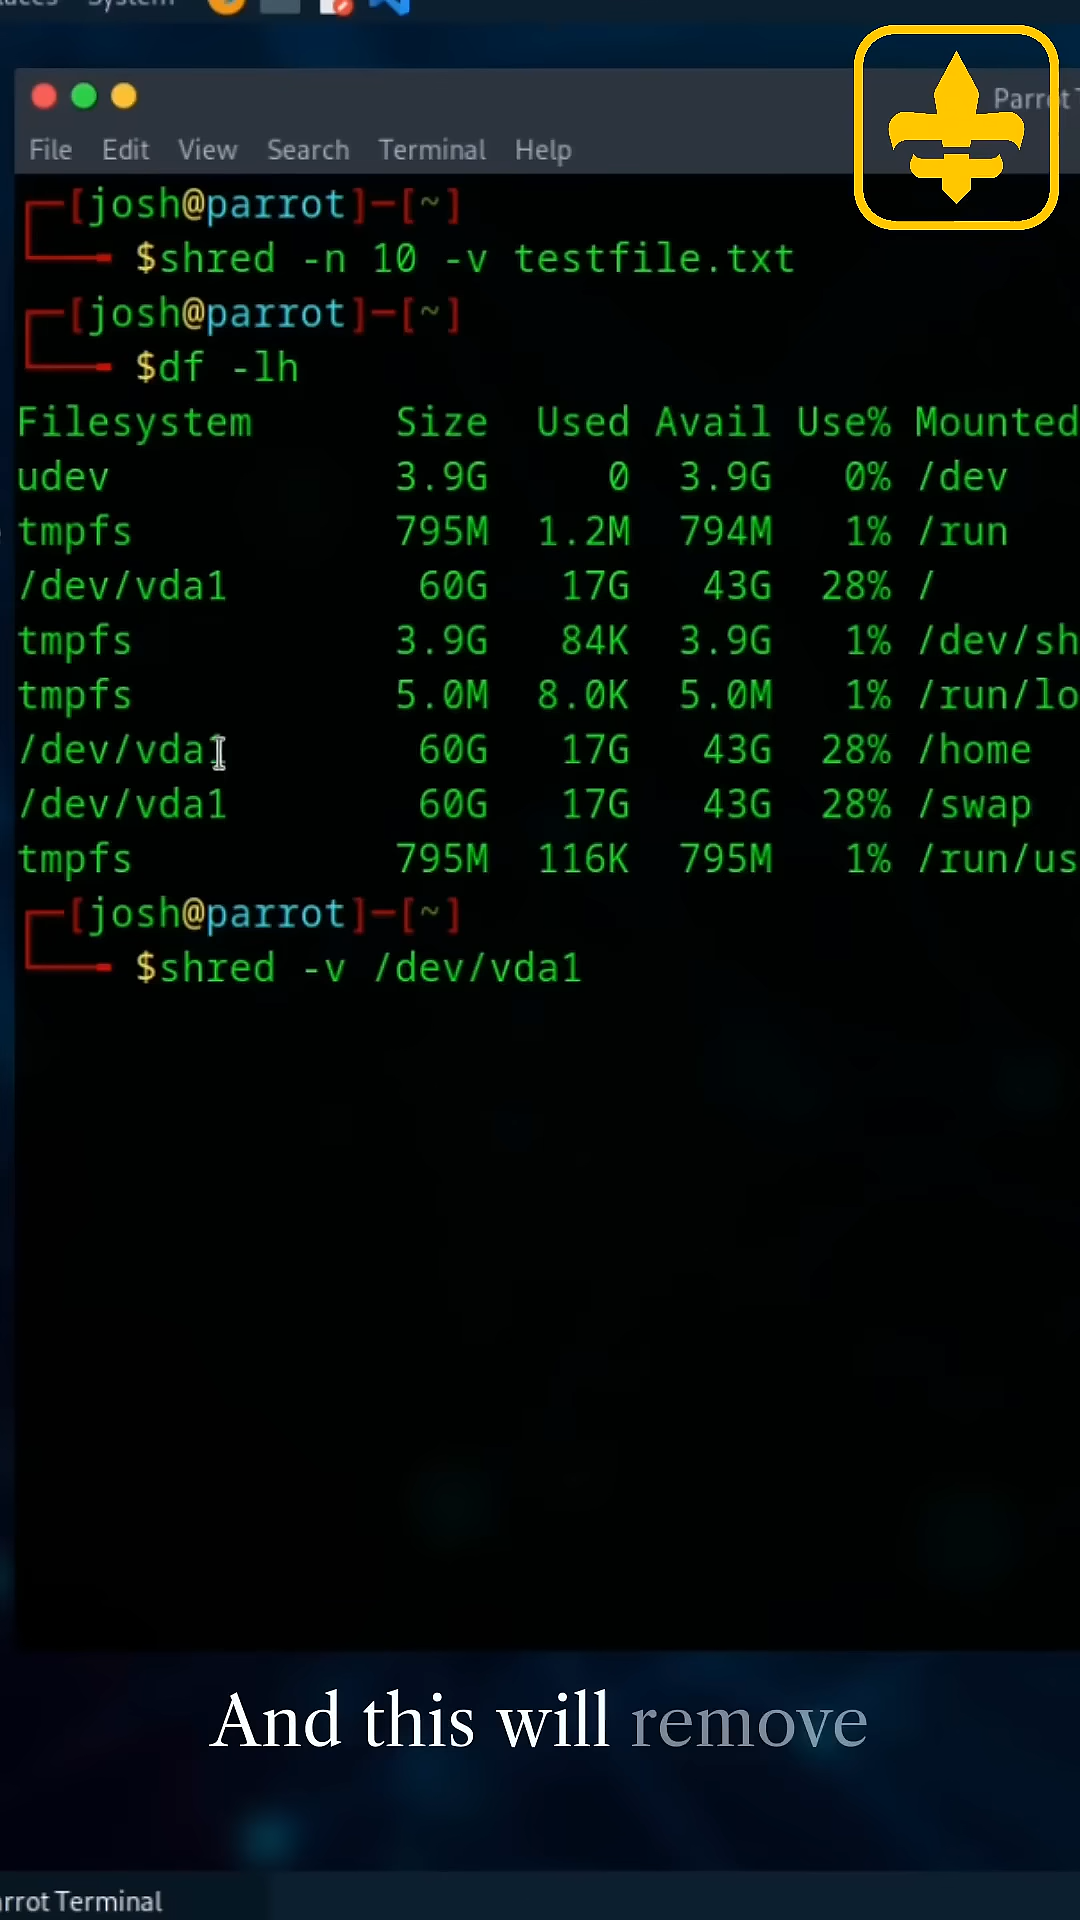 System
Parrot
File Edit View Search Terminal Help
[josh@parrot]-[~]
$shred -n 10 -v testfile.txt
[josh@parrot]-[~]
$df -lh
Filesystem Size Used Avail Use% Mounted
udev 3.9G 0 3.9G 0% /dev
tmpfs 795M 1.2M 794M 1% /run
/dev/vda1 60G 17G 43G 28% /
tmpfs 3.9G 84K 3.9G 1% /dev/sh
tmpfs 5.0M 8.0K 5.0M 1% /run/lo
/dev/vda1 60G 17G 43G 28% /home
/dev/vda1 60G 17G 43G 28% /swap
tmpfs 795M 116K 795M 1% /run/us
[josh@parrot]-[~]
$shred -v /dev/vda1
And this will remove
arrot Terminal